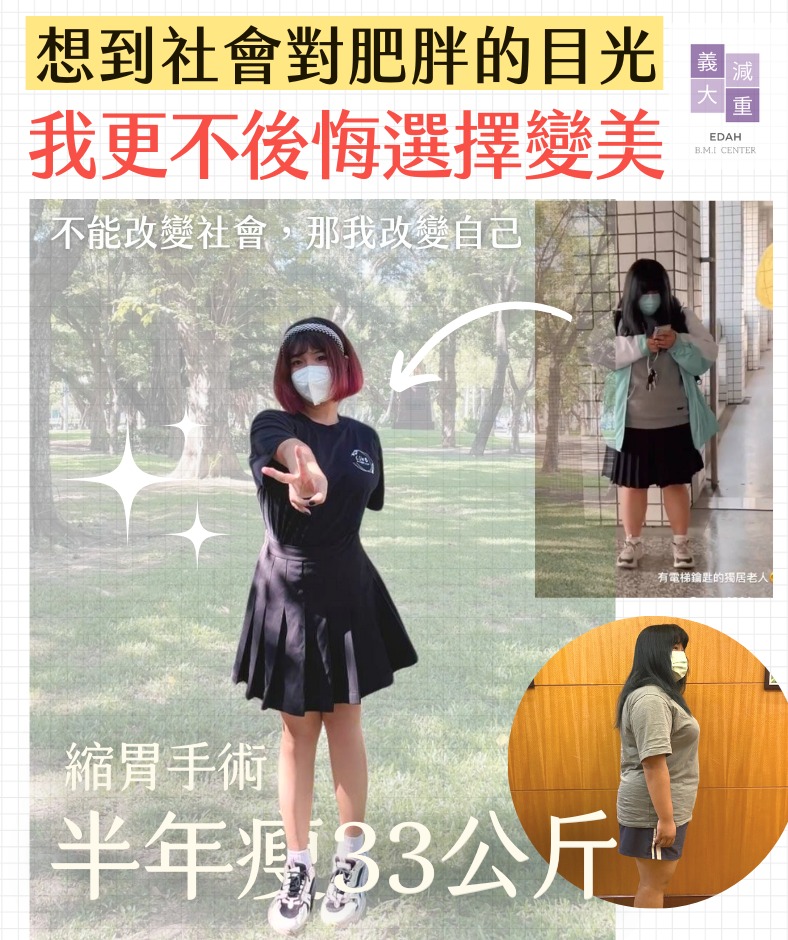 想到社會對肥胖的目光
我更不後悔選擇變美
義大
減重
EDAH
B.M.I CENTER
不能改變社會，那我改變自己
有電梯鑰匙的獨居老人
縮胃手術
半年瘦33公斤